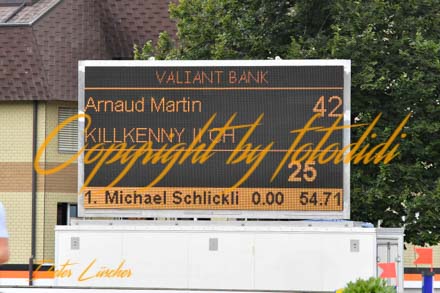 VALIANT BANK
Arnaud Martin 42
KILLKENNY II CH
Copyright by fotodidi
25
1. Michael Schlickli 0.00 54.71
Dieter Lüscher